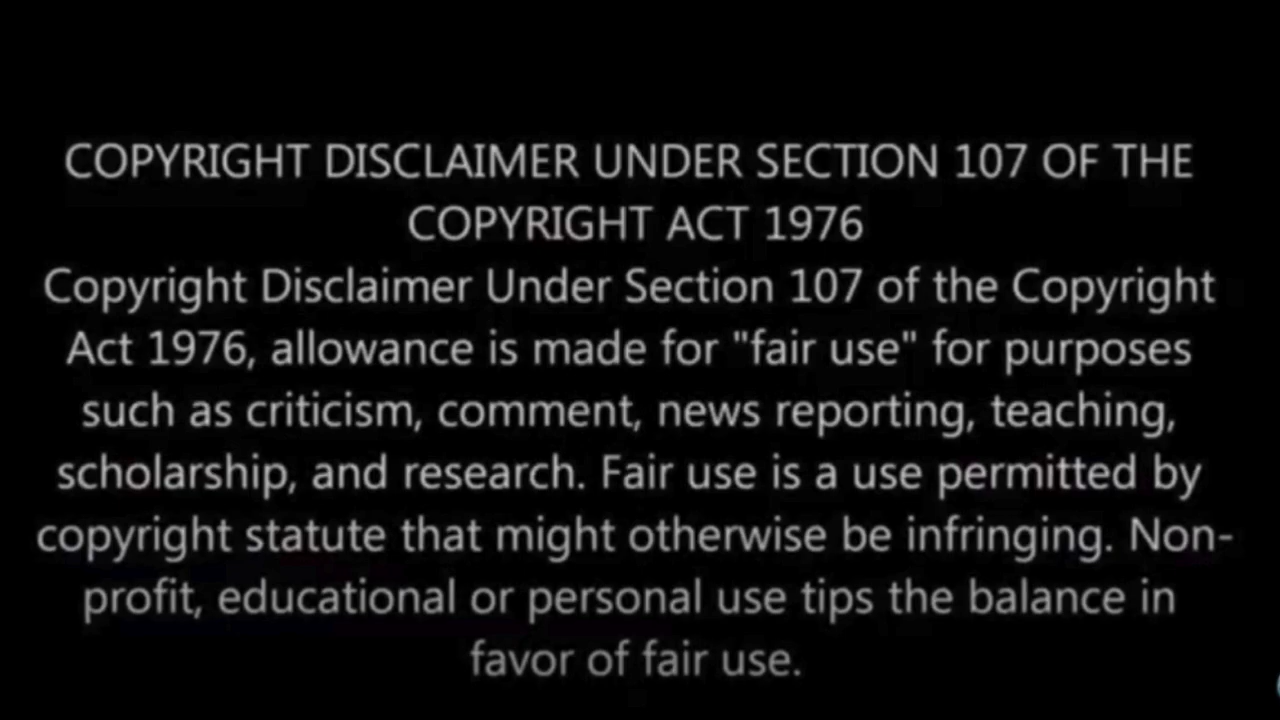 COPYRIGHT DISCLAIMER UNDER SECTION 107 OF THE
COPYRIGHT ACT 1976
Copyright Disclaimer Under Section 107 of the Copyright
Act 1976, allowance is made for "fair use" for purposes
such as criticism, comment, news reporting, teaching,
scholarship, and research. Fair use is a use permitted by
copyright statute that might otherwise be infringing. Non-
profit, educational or personal use tips the balance in
favor of fair use.